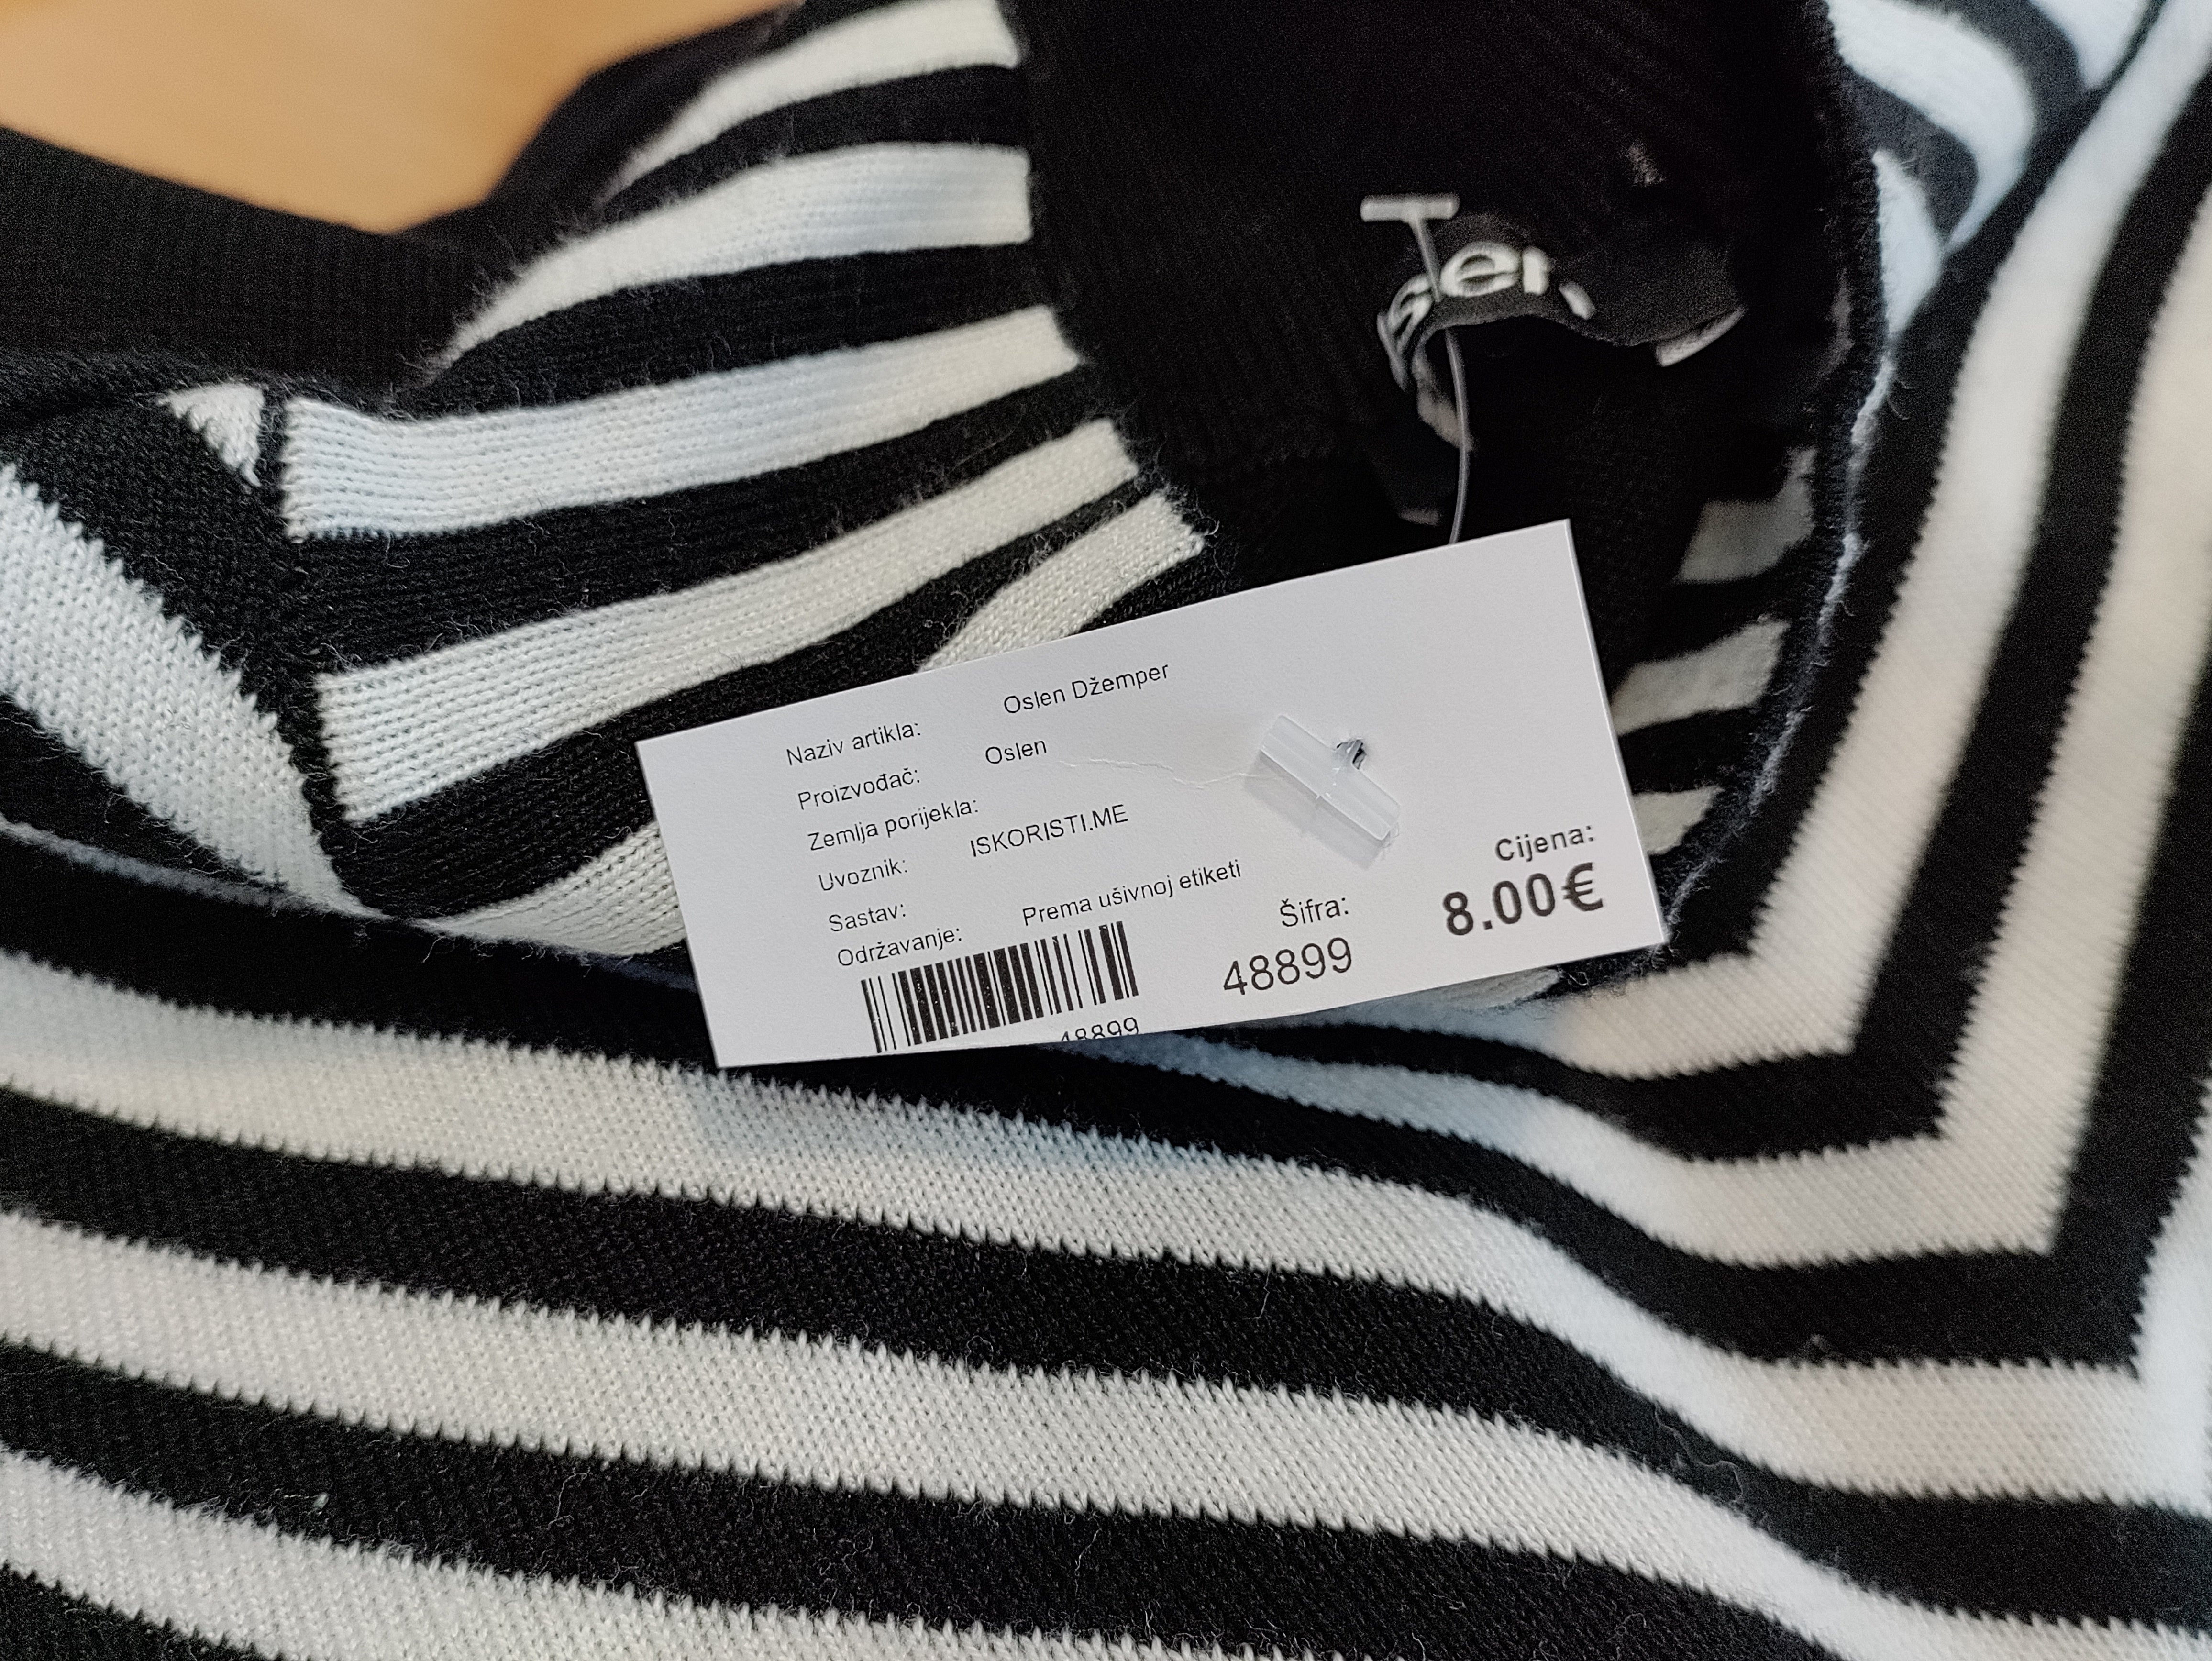 Naziv artikla: Oslen Džemper
Proizvođač: Oslen
Zemlja porijekla:
Uvoznik: ISKORISTI.ME
Sastav:
Održavanje: Prema ušivnoj etiketi
48899
Šifra:
48899
Cijena:
8.00€